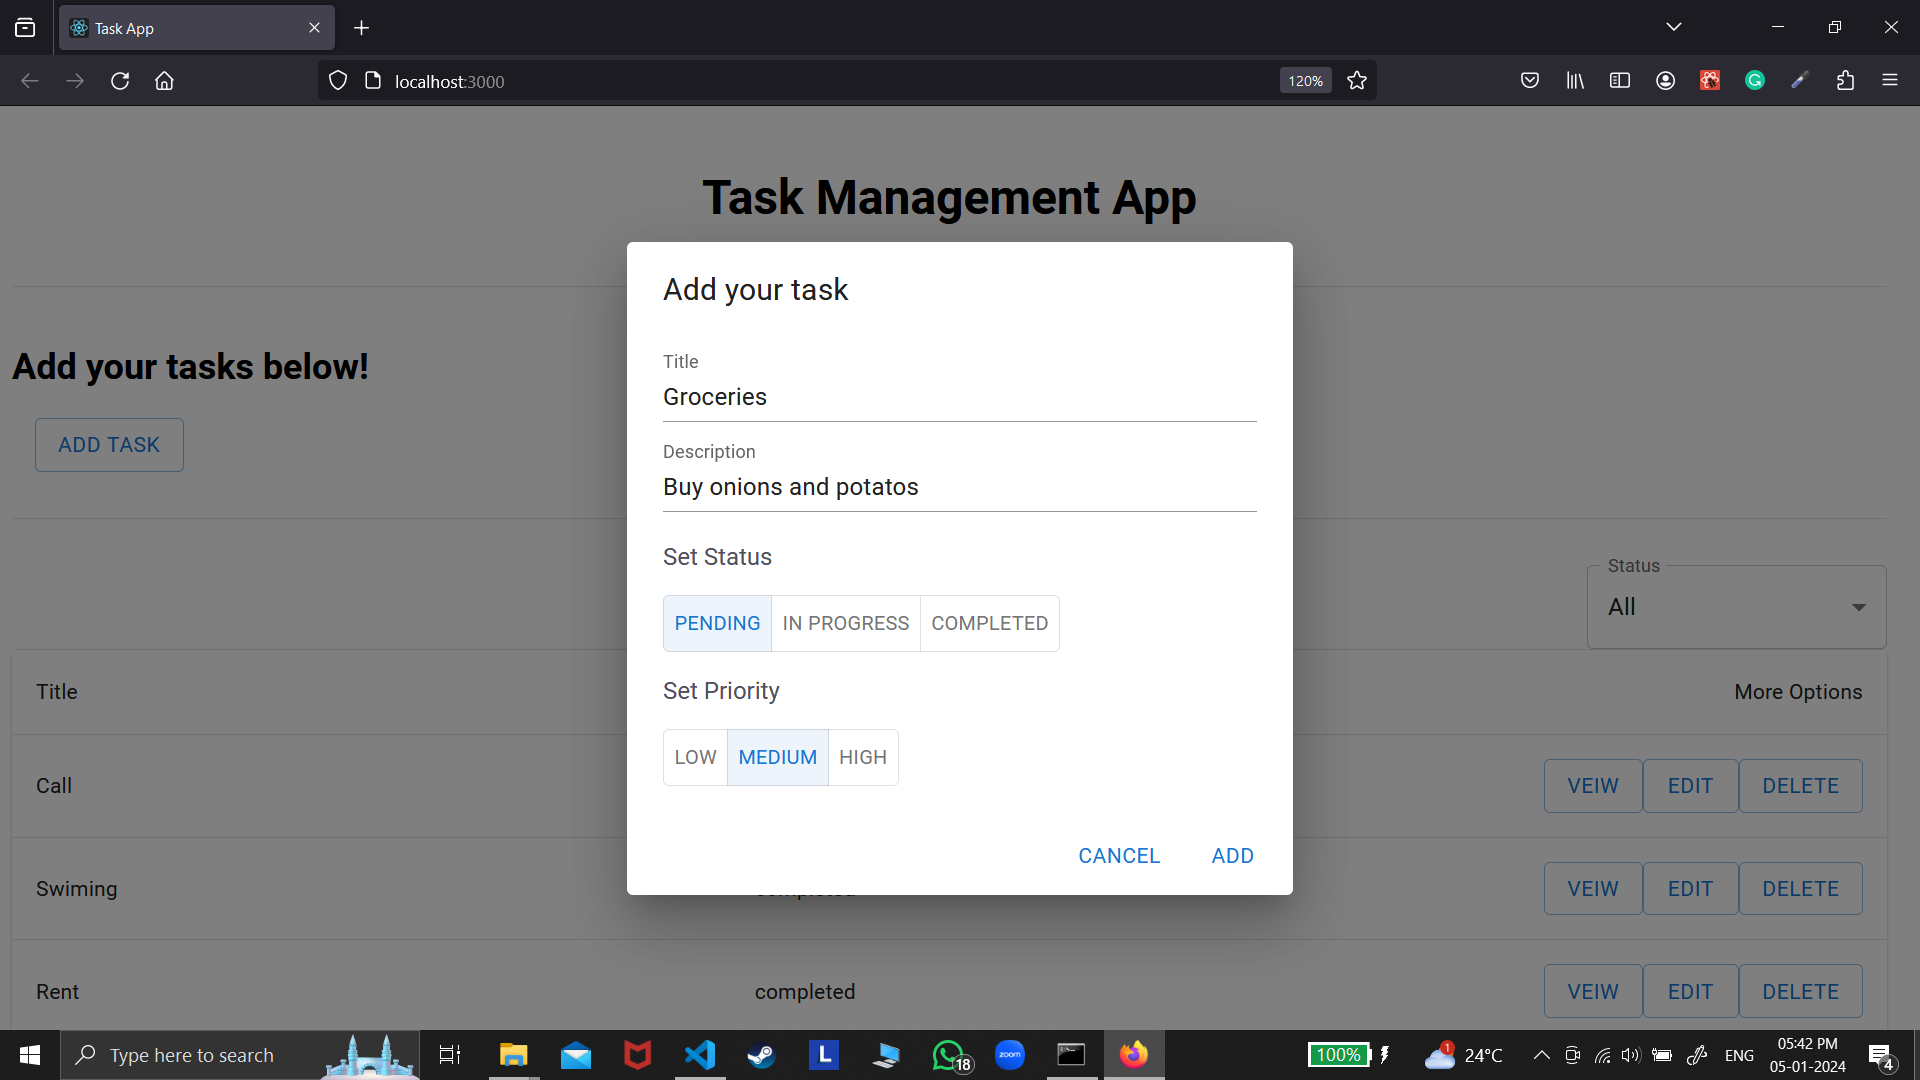 Task App
localhost:3000
120%
Task Management App
Add your tasks below!
ADD TASK
Add your task
Title
Groceries
Description
Buy onions and potatos
Set Status
PENDING IN PROGRESS COMPLETED
Set Priority
LOW MEDIUM HIGH
CANCEL ADD
Status
All
Title More Options
Call VEIW EDIT DELETE
Swiming completed VEIW EDIT DELETE
Rent completed VEIW EDIT DELETE
Type here to search
L
18
zoom
100%
1
24°C
ENG
05:42 PM
05-01-2024
4